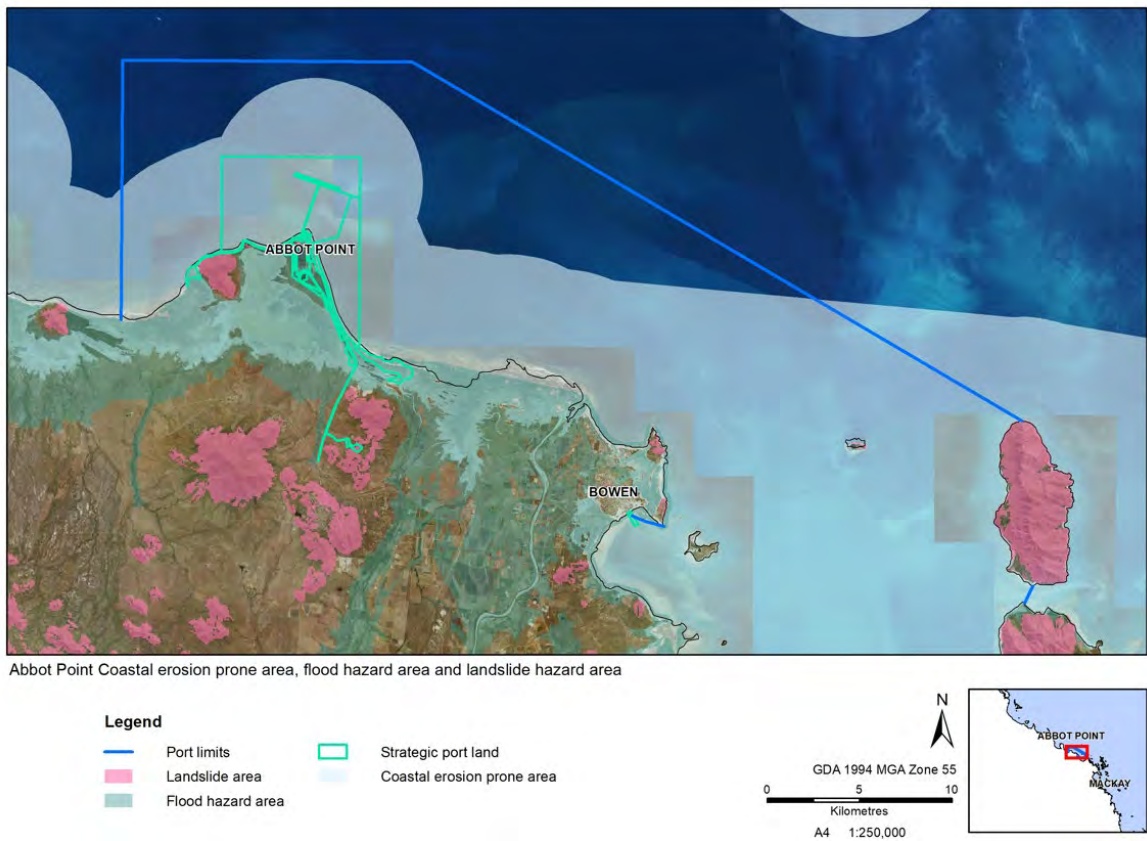 ABBOT POINT
BOWEN
Abbot Point Coastal erosion prone area, flood hazard area and landslide hazard area
Legend
Port limits
Strategic port land
Landslide area
Coastal erosion prone area
Flood hazard area
N
GDA 1994 MGA Zone 55
0 5 10
Kilometres
A4 1:250,000
ABBOT POINT
MACKAY